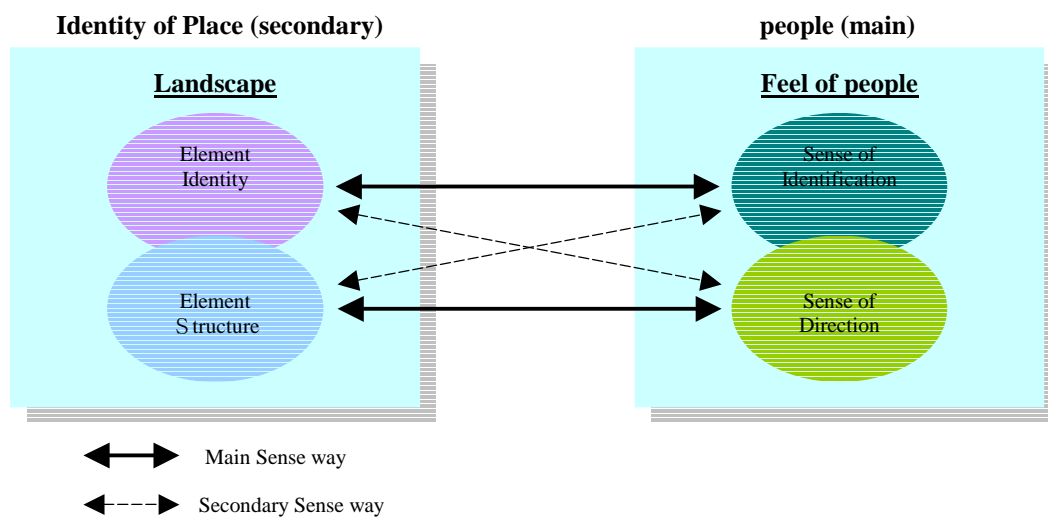 Identity of Place (secondary)
people (main)
Landscape
Feel of people
Element
Identity
Sense of
Identification
Element
S tructure
Sense of
Direction
Main Sense way
Secondary Sense way